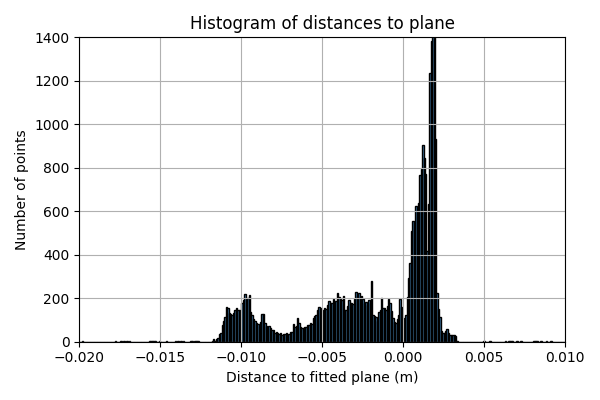 Histogram of distances to plane
1400
1200
1000
800
600
400
200
0
Number of points
−0.020 −0.015 −0.010 −0.005 0.000 0.005 0.010
Distance to fitted plane (m)